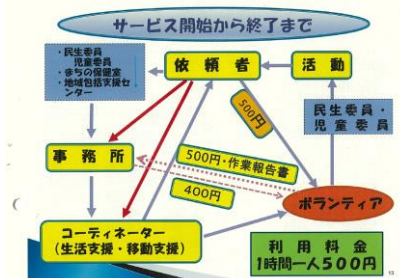 サービス開始から終了まで
・民生委員
児童委員
・まちの保健室
・地域包括支援セ
ンター
依頼者
活動
500円
民生委員・
児童委員
事務所
500円・作業報告書
400円
ボランティア
コーディネーター
(生活支援・移動支援)
利用料金
1時間一人500円